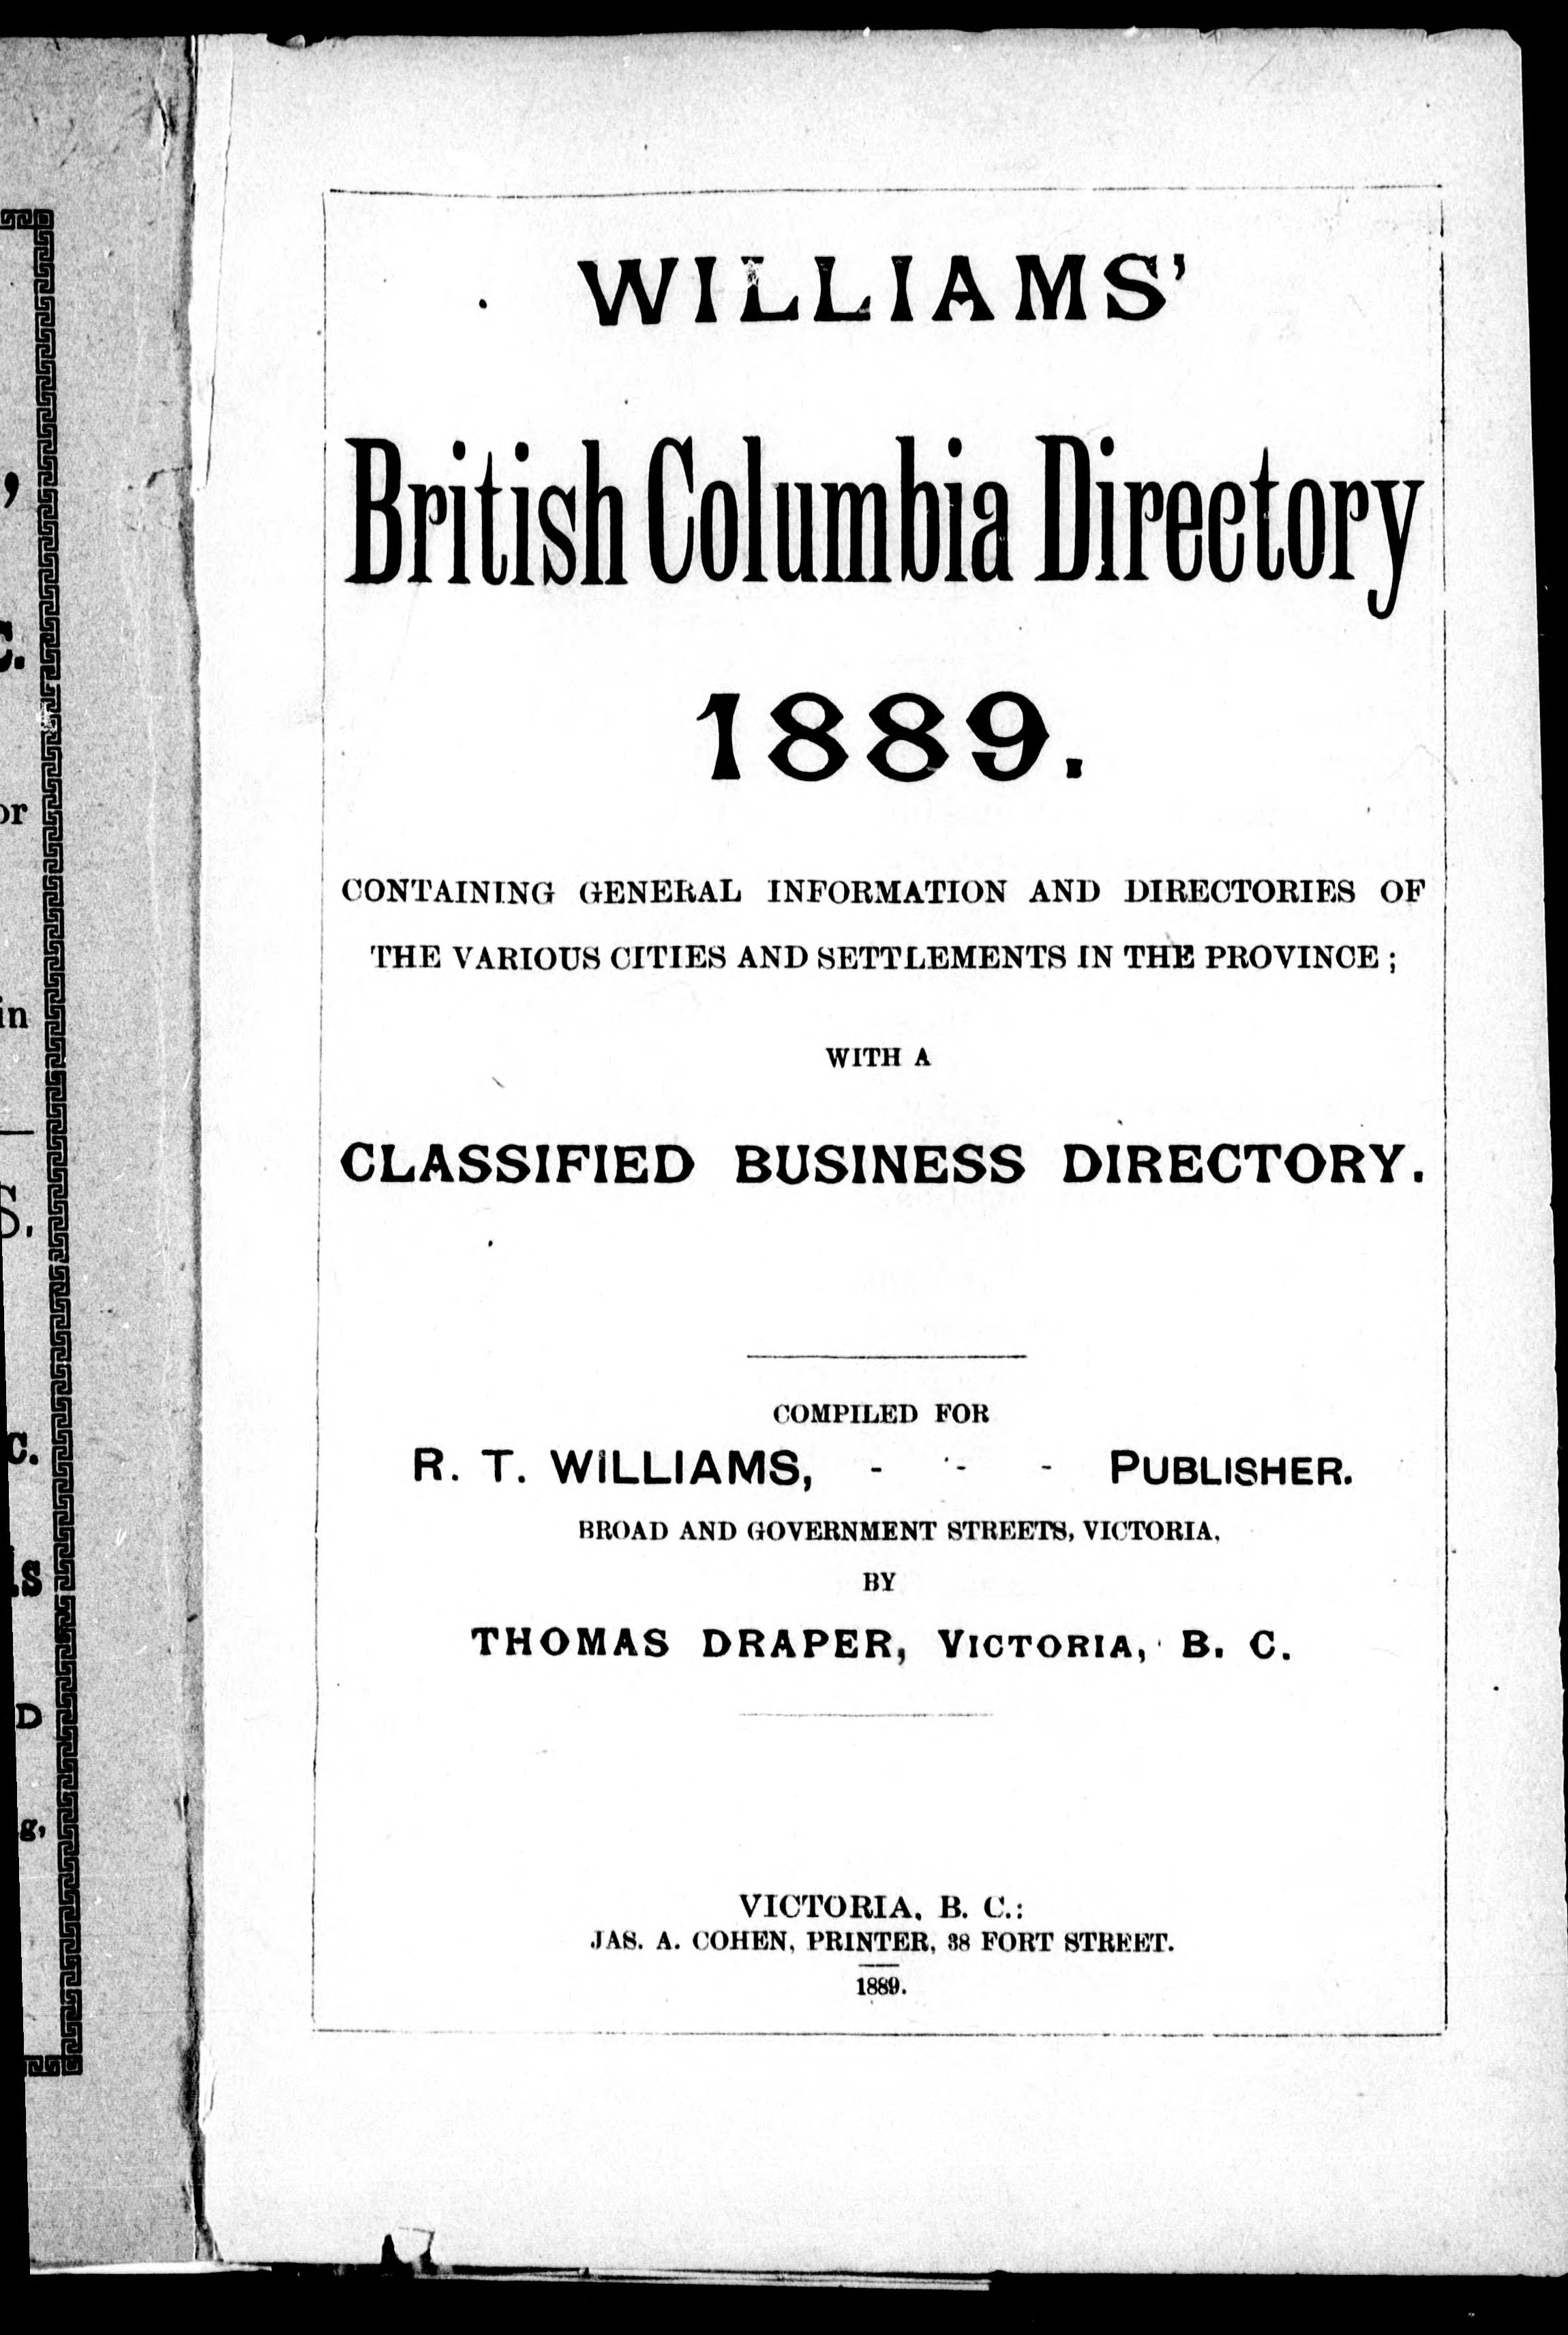 WILLIAMS'
British Columbia Directory
1889.
CONTAINING GENERAL INFORMATION AND DIRECTORIES OF
THE VARIOUS CITIES AND SETTLEMENTS IN THE PROVINCE ;
WITH A
CLASSIFIED BUSINESS DIRECTORY.
COMPILED FOR
R. T. WILLIAMS, - - - PUBLISHER.
BROAD AND GOVERNMENT STREETS, VICTORIA,
BY
THOMAS DRAPER, VICTORIA, B. C.
VICTORIA, B. C.:
JAS. A. COHEN, PRINTER, 38 FORT STREET.
1889.